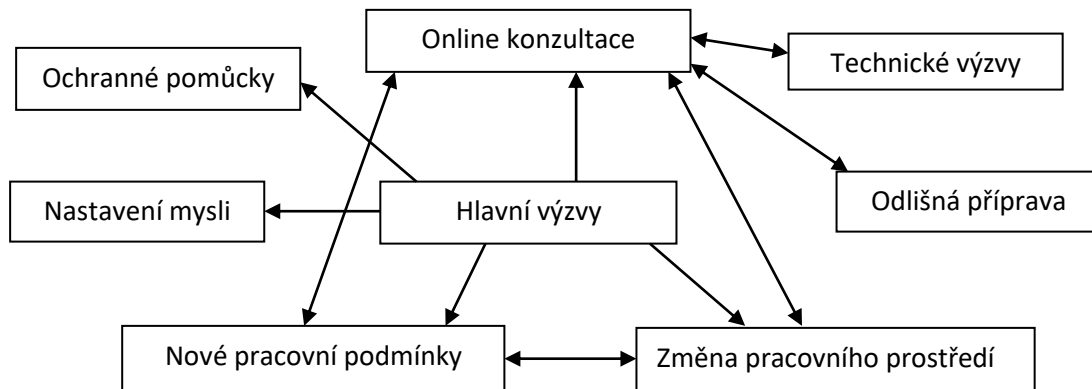 Online konzultace
Technické výzvy
Ochranné pomůcky
Odlišná příprava
Nastavení mysli
Hlavní výzvy
Nové pracovní podmínky
Změna pracovního prostředí